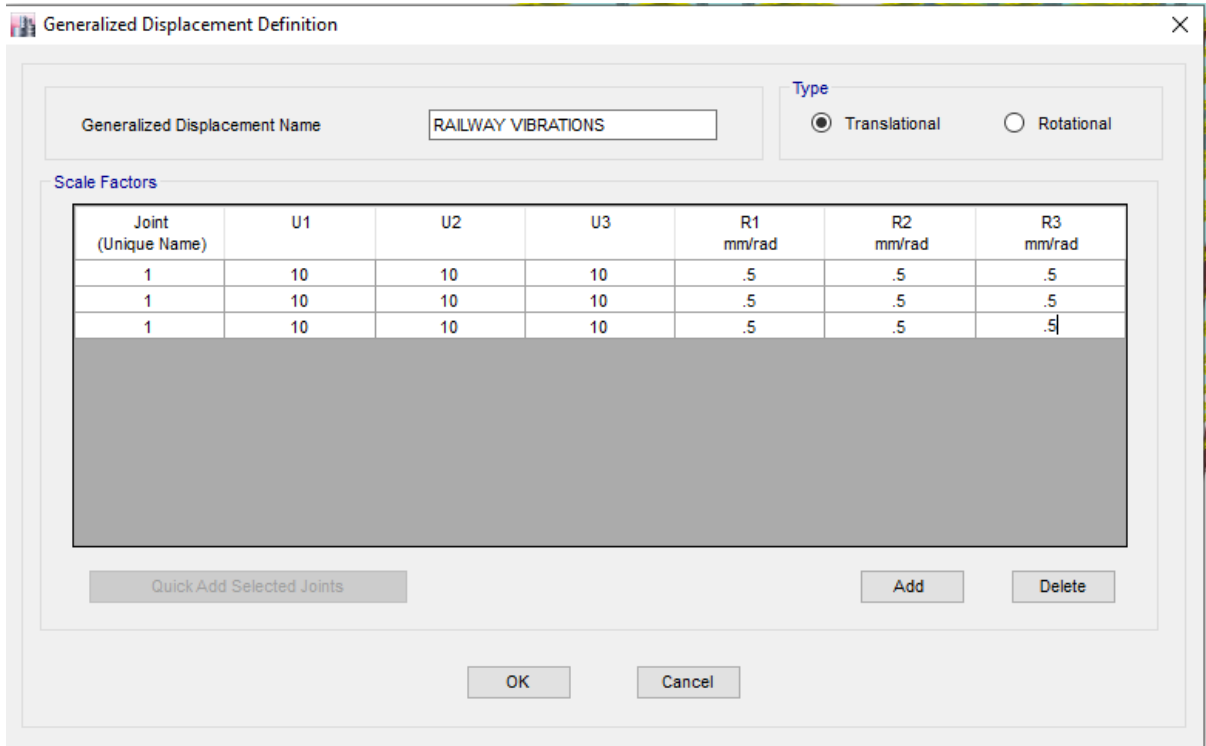 Generalized Displacement Definition
Type
Generalized Displacement Name RAILWAY VIBRATIONS Translational Rotational
Scale Factors
Joint U1 U2 U3 R1 R2 R3
(Unique Name) mm/rad mm/rad mm/rad
1 10 10 10 .5 .5 .5
1 10 10 10 .5 .5 .5
1 10 10 10 .5 .5 .5
Quick Add Selected Joints Add Delete
OK Cancel